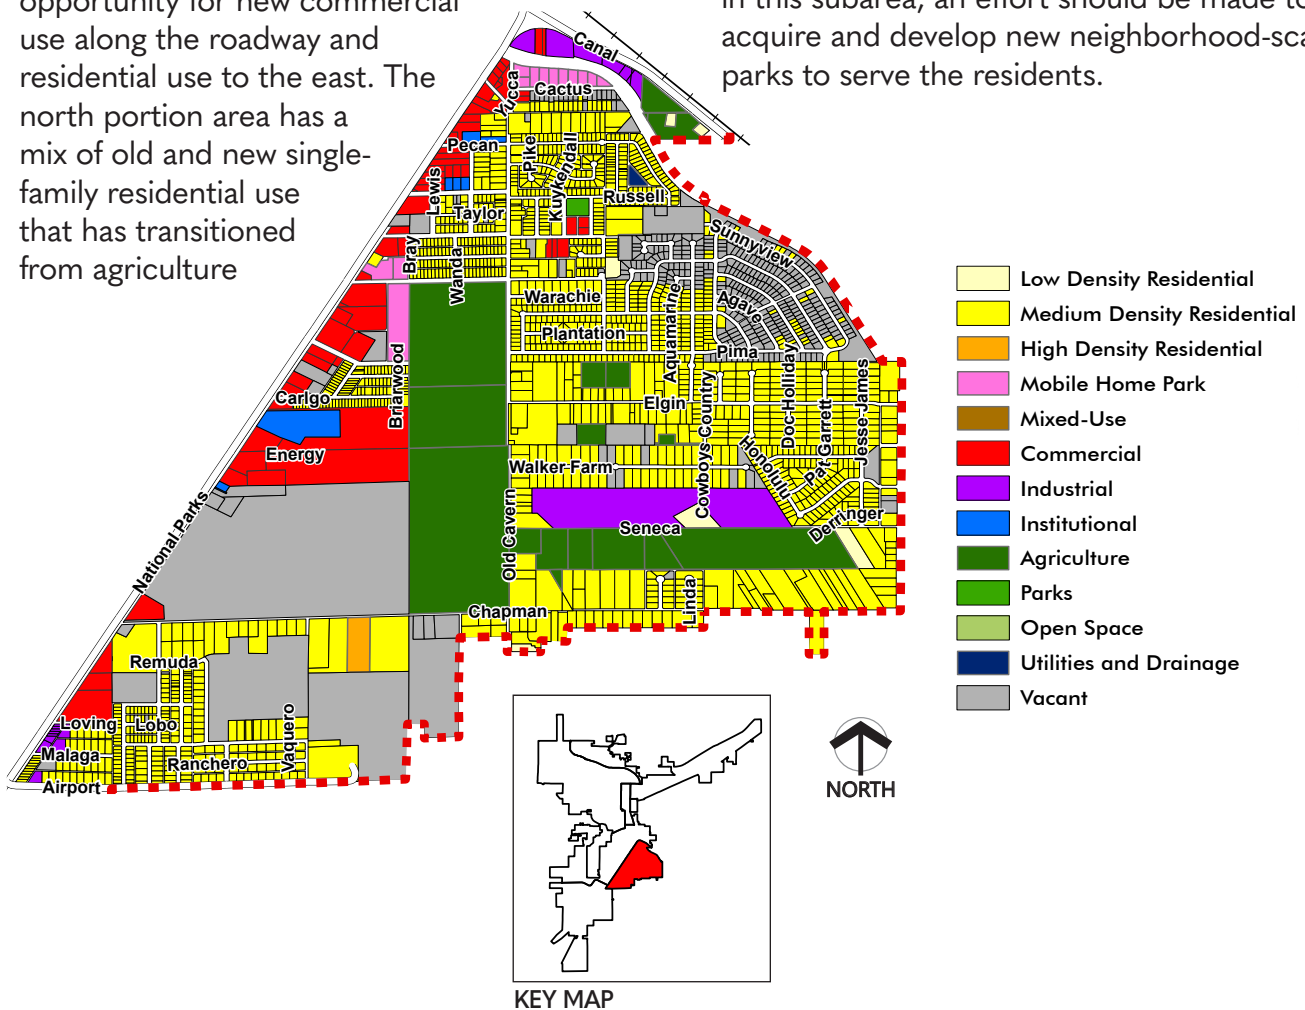 opportunity for new commercial
use along the roadway and
residential use to the east. The
north portion area has a
mix of old and new single-
family residential use
that has transitioned
from agriculture
in this subarea, an effort should be made to
acquire and develop new neighborhood-sca
parks to serve the residents.
Canal
Yucca
Cactus
Pecan
Pike
Kuykendall
Lewis
Russell
Taylor
Sunnyview
Bray
Wanda
Warachie
Aquamarine
Agave
Plantation
Pima
Briarwood
Carlgo
Elgin
Cowboys Country
Doc Holliday
Pat Garrett
Jesse James
Honolulu
Energy
Walker Farm
National Parks
Old Cavern
Seneca
Derringer
Chapman
Linda
Remuda
Loving
Lobo
Vaquero
Malaga
Ranchero
Airport
Low Density Residential
Medium Density Residential
High Density Residential
Mobile Home Park
Mixed-Use
Commercial
Industrial
Institutional
Agriculture
Parks
Open Space
Utilities and Drainage
Vacant
NORTH
KEY MAP